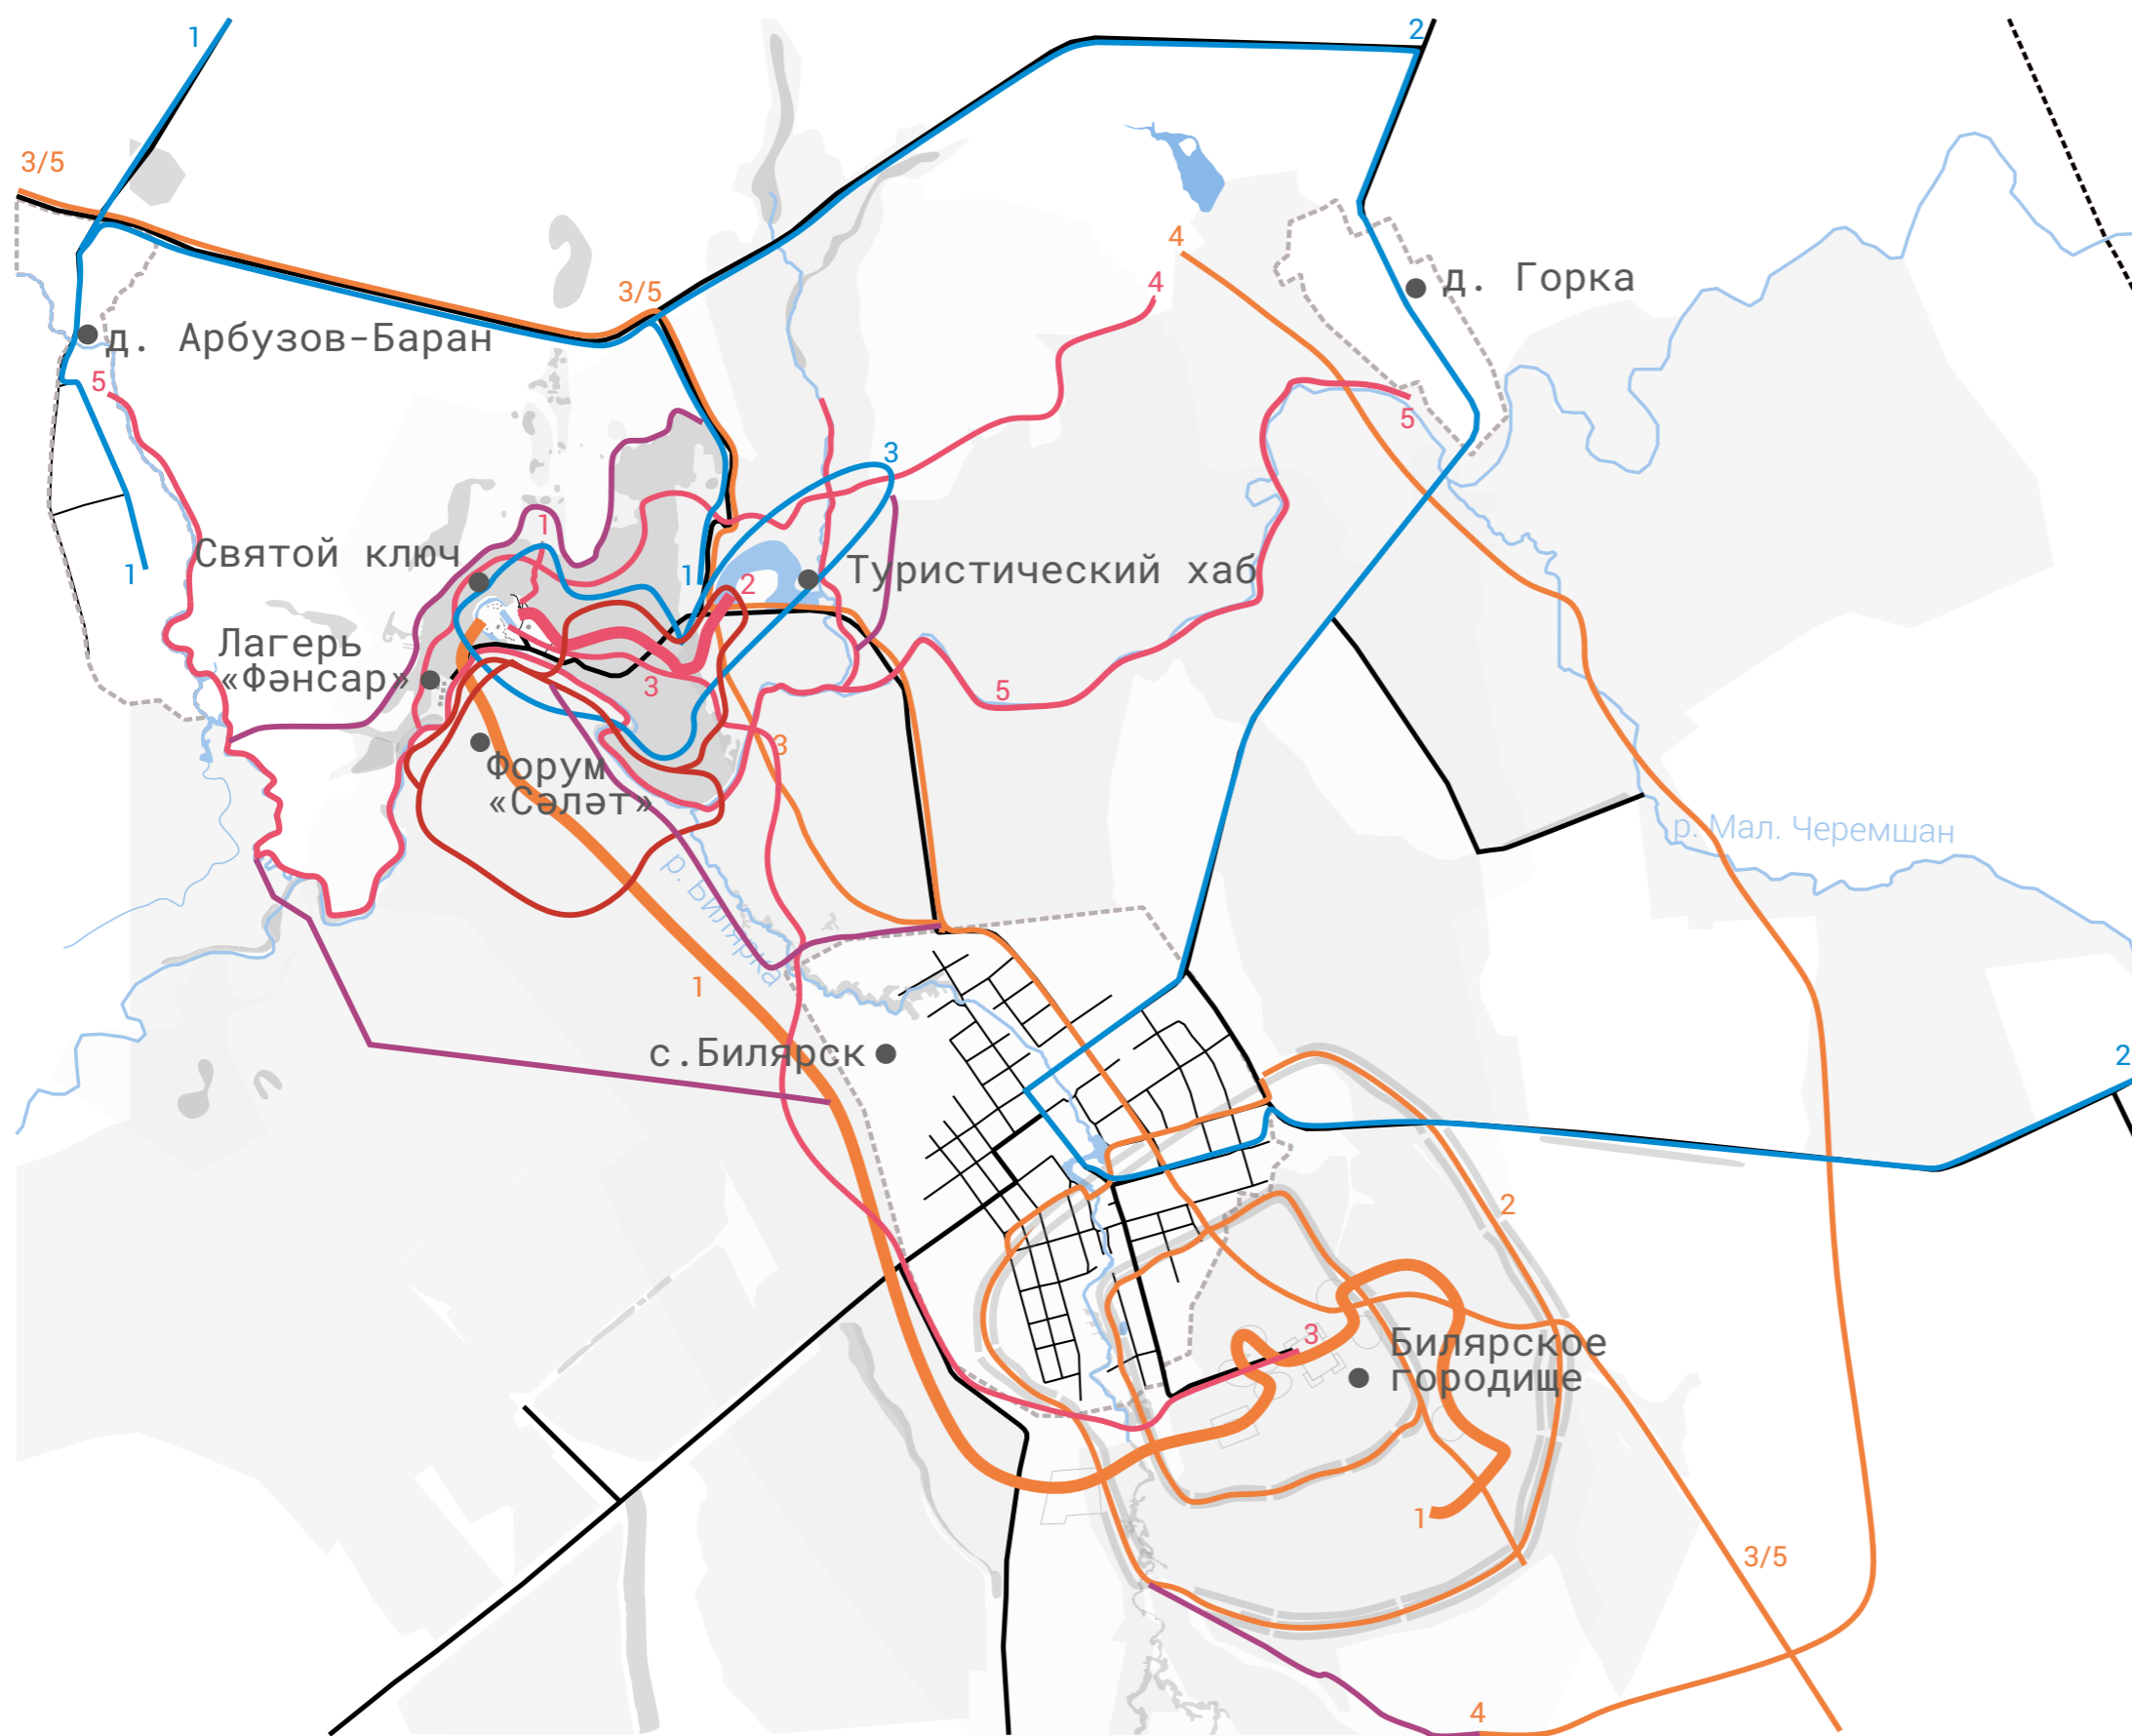 1
2
3/5
4
3/5
4
д. Горка
д. Арбузов-Баран
5
5
3
1
Святой ключ
1
1
2
Туристический хаб
Лагерь
«Фәнсар»
3
5
3
Форум
«Сәләт»
р. Мал. Черемшан
р. Билярка
1
с.Билярск
2
2
3
Билярское
городище
1
3/5
4